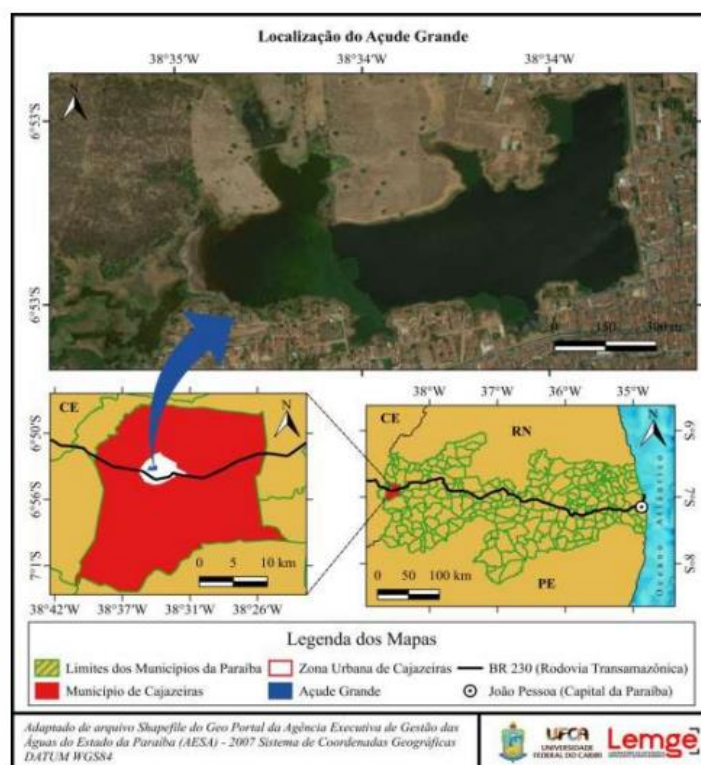 Localização do Açude Grande
38°35'W 38°34'W 38°34'W
6°53'S
6°53'S
N
0 150 300 m
CE
N
6°50'S
6°56'S
7°1'S
0 5 10 km
38°42'W 38°37'W 38°31'W 38°26'W
38°W 37°W 36°W 35°W
CE
RN
N
6°S
7°S
8°S
Oceano Atlântico
0 50 100 km
PE
Legenda dos Mapas
Limites dos Municípios da Paraíba
Zona Urbana de Cajazeiras
BR 230 (Rodovia Transamazônica)
Município de Cajazeiras
Açude Grande
João Pessoa (Capital da Paraíba)
Adaptado de arquivo Shapefile do Geo Portal da Agência Executiva de Gestão das
Águas do Estado da Paraíba (AESA) - 2007 Sistema de Coordenadas Geográficas
DATUM WGS84
UFCA
UNIVERSIDADE
FEDERAL DO CARIRI
Lemge